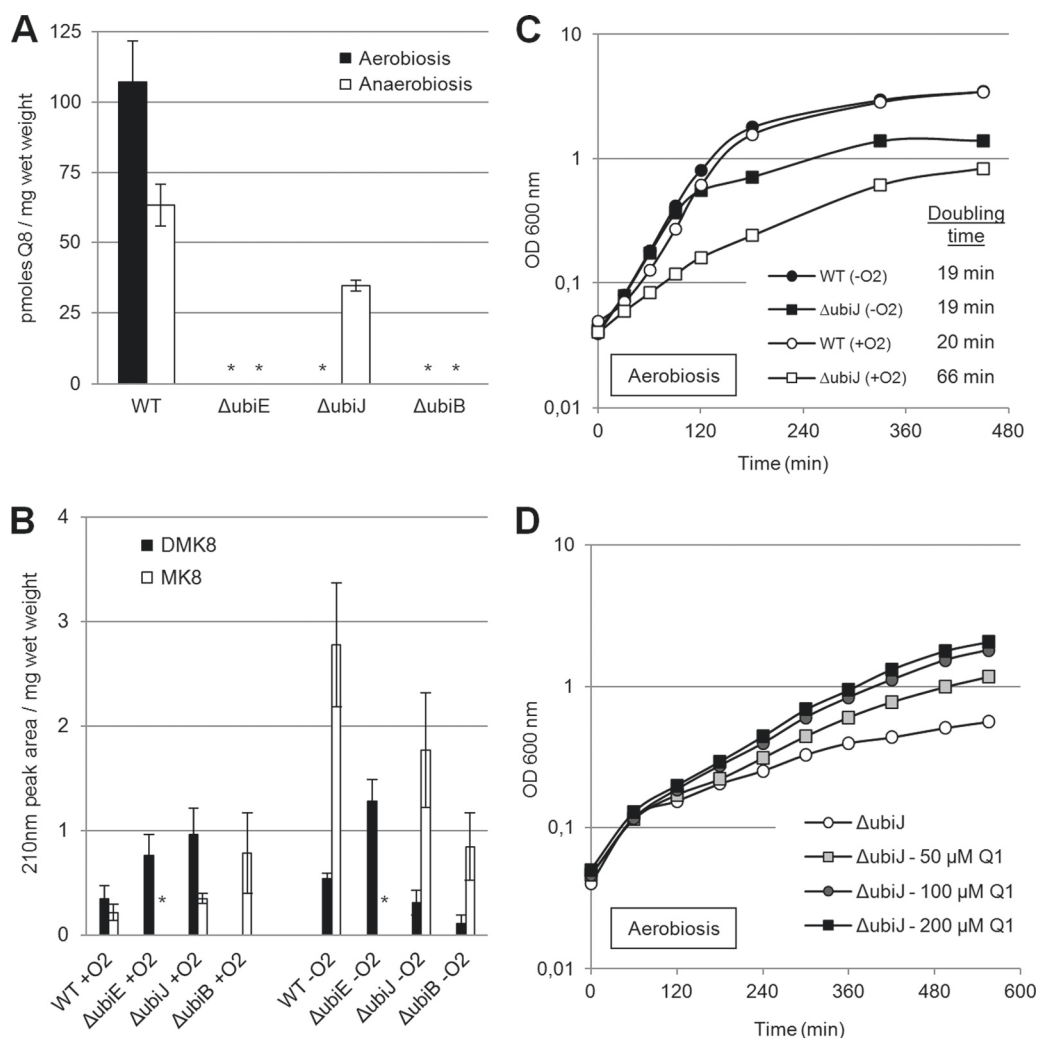 A
pmoles Q8 / mg wet weight
125
100
75
50
25
0
Aerobiosis
Anaerobiosis
* * * * *
WT ΔubiE ΔubiJ ΔubiB
B
210nm peak area / mg wet weight
4
3
2
1
0
DMK8
MK8
* *
WT +O2
ΔubiE +O2
ΔubiJ +O2
ΔubiB +O2
WT -O2
ΔubiE -O2
ΔubiJ -O2
ΔubiB -O2
C
OD 600 nm
10
1
0,1
0,01
Doubling
time
WT (-O2) 19 min
ΔubiJ (-O2) 19 min
WT (+O2) 20 min
ΔubiJ (+O2) 66 min
Aerobiosis
0 120 240 360 480
Time (min)
D
OD 600 nm
10
1
0,1
0,01
ΔubiJ
ΔubiJ - 50 µM Q1
ΔubiJ - 100 µM Q1
ΔubiJ - 200 µM Q1
Aerobiosis
0 120 240 360 480 600
Time (min)